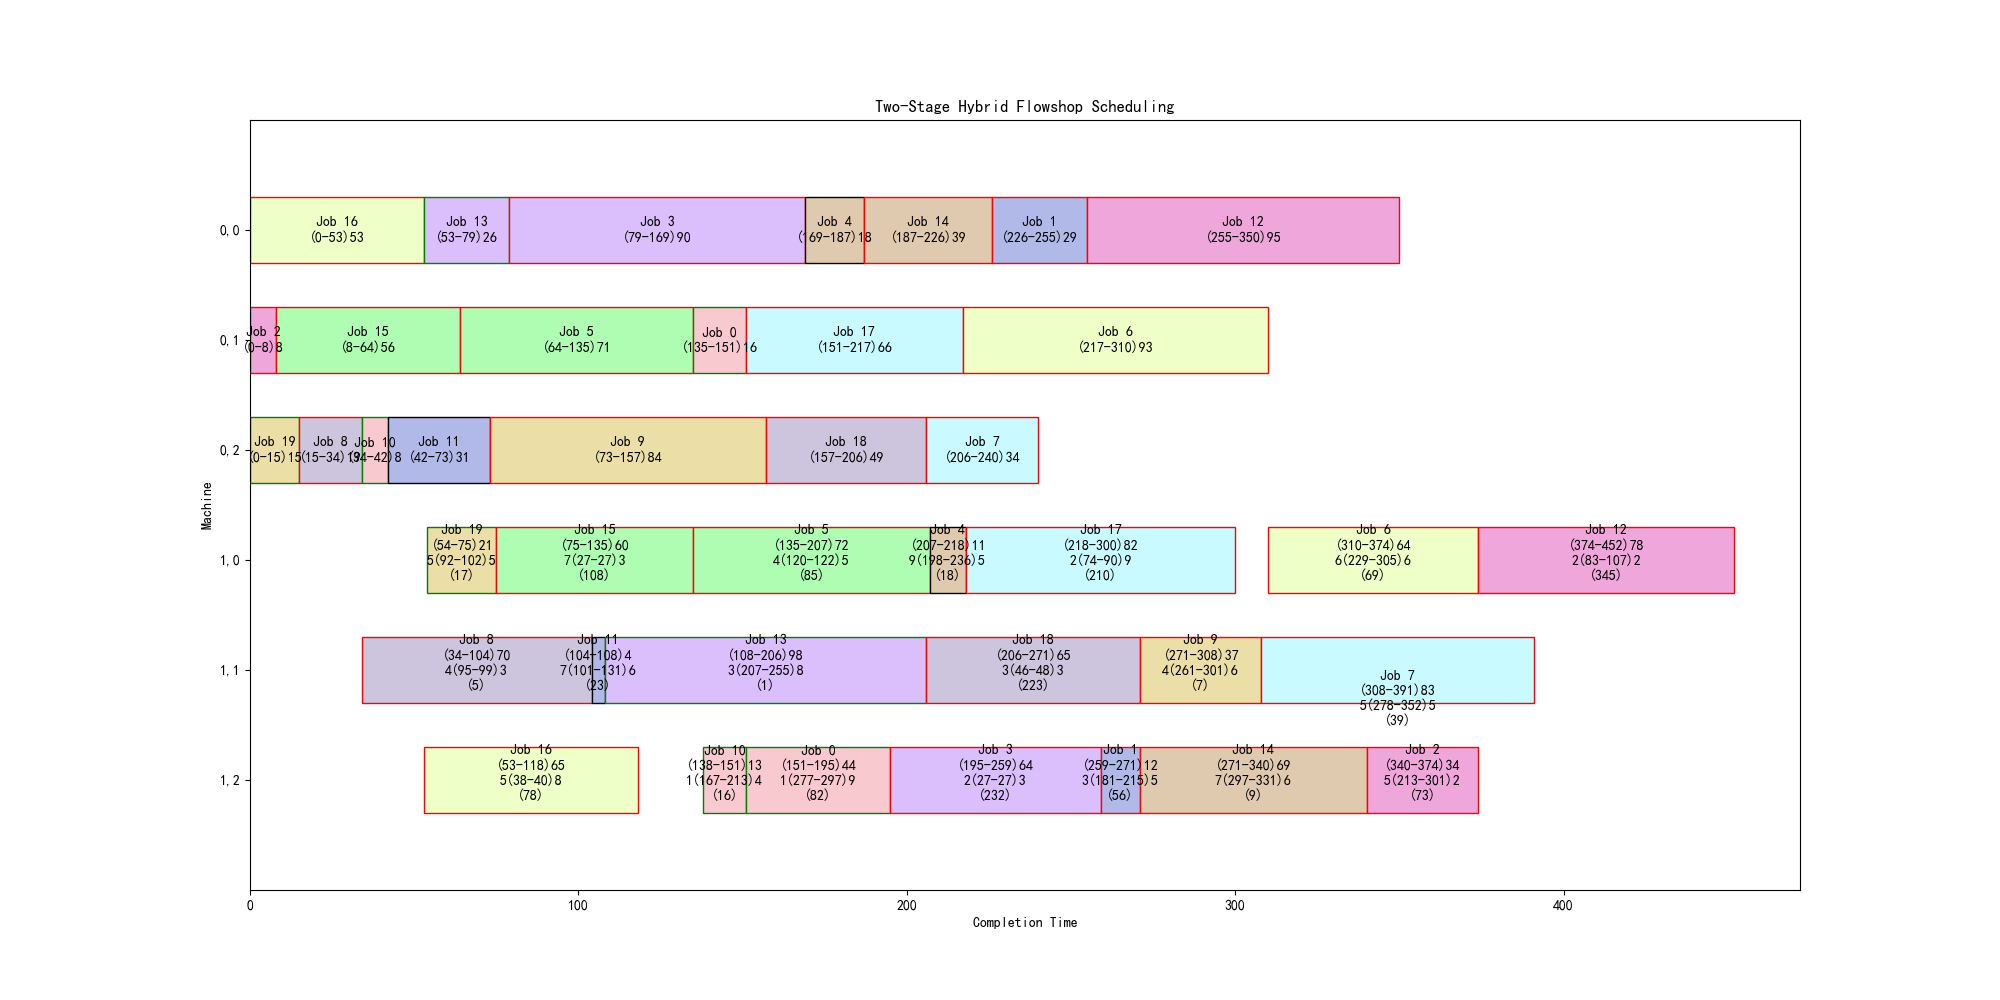 Two-Stage Hybrid Flowshop Scheduling
0,0
Job 16
(0-53)53
Job 13
(53-79)26
Job 3
(79-169)90
Job 4
(169-187)18
Job 14
(187-226)39
Job 1
(226-255)29
Job 12
(255-350)95
0,1
Job 2
(0-8)8
Job 15
(8-64)56
Job 5
(64-135)71
Job 0
(135-151)16
Job 17
(151-217)66
Job 6
(217-310)93
0,2
Job 19
(0-15)15
Job 8
(15-34)19
Job 10
(34-42)8
Job 11
(42-73)31
Job 9
(73-157)84
Job 18
(157-206)49
Job 7
(206-240)34
Machine
1,0
Job 19
(54-75)21
5(92-102)5
(17)
Job 15
(75-135)60
7(27-27)3
(108)
Job 5
(135-207)72
4(120-122)5
(85)
Job 4
(207-218)11
9(198-236)5
(18)
Job 17
(218-300)82
2(74-90)9
(210)
Job 6
(310-374)64
6(229-305)6
(69)
Job 12
(374-452)78
2(83-107)2
(345)
1,1
Job 8
(34-104)70
4(95-99)3
(5)
Job 11
(104-108)4
7(101-131)6
(23)
Job 13
(108-206)98
3(207-255)8
(1)
Job 18
(206-271)65
3(46-48)3
(223)
Job 9
(271-308)37
4(261-301)6
(7)
Job 7
(308-391)83
5(278-352)5
(39)
1,2
Job 16
(53-118)65
5(38-40)8
(78)
Job 10
(138-151)13
1(167-213)4
(16)
Job 0
(151-195)44
1(277-297)9
(82)
Job 3
(195-259)64
2(27-27)3
(232)
Job 1
(259-271)12
3(181-215)5
(56)
Job 14
(271-340)69
7(297-331)6
(9)
Job 2
(340-374)34
5(213-301)2
(73)
0
100
200
300
400
Completion Time